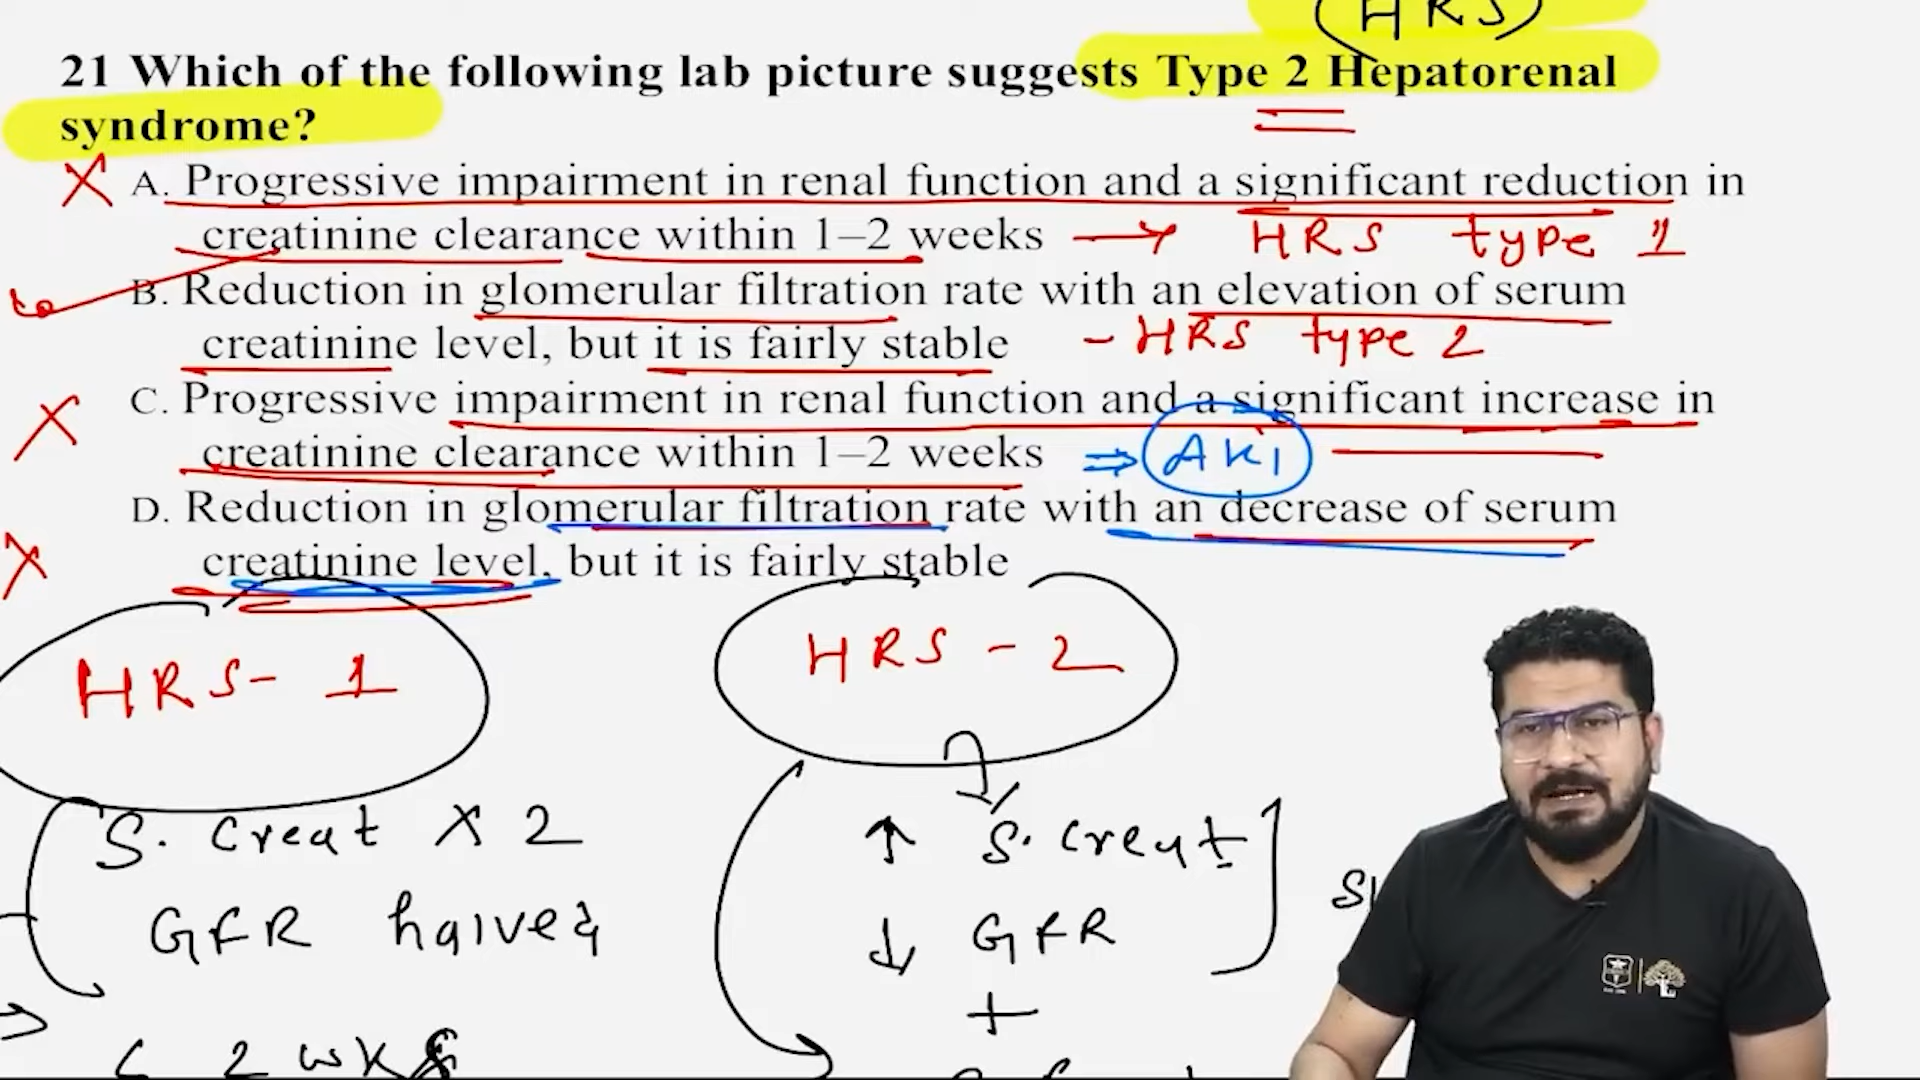 (HRS)
21 Which of the following lab picture suggests Type 2 Hepatorenal
syndrome?
A. Progressive impairment in renal function and a significant reduction in
creatinine clearance within 1–2 weeks → HRS type 1
B. Reduction in glomerular filtration rate with an elevation of serum
creatinine level, but it is fairly stable - HRS type 2
C. Progressive impairment in renal function and a significant increase in
creatinine clearance within 1–2 weeks ⇒ AKI
D. Reduction in glomerular filtration rate with an decrease of serum
creatinine level, but it is fairly stable
HRS- 1
S. Creat X 2
GFR halved
< 2 wks
HRS - 2
↑ S. Creat
↓ GFR
+